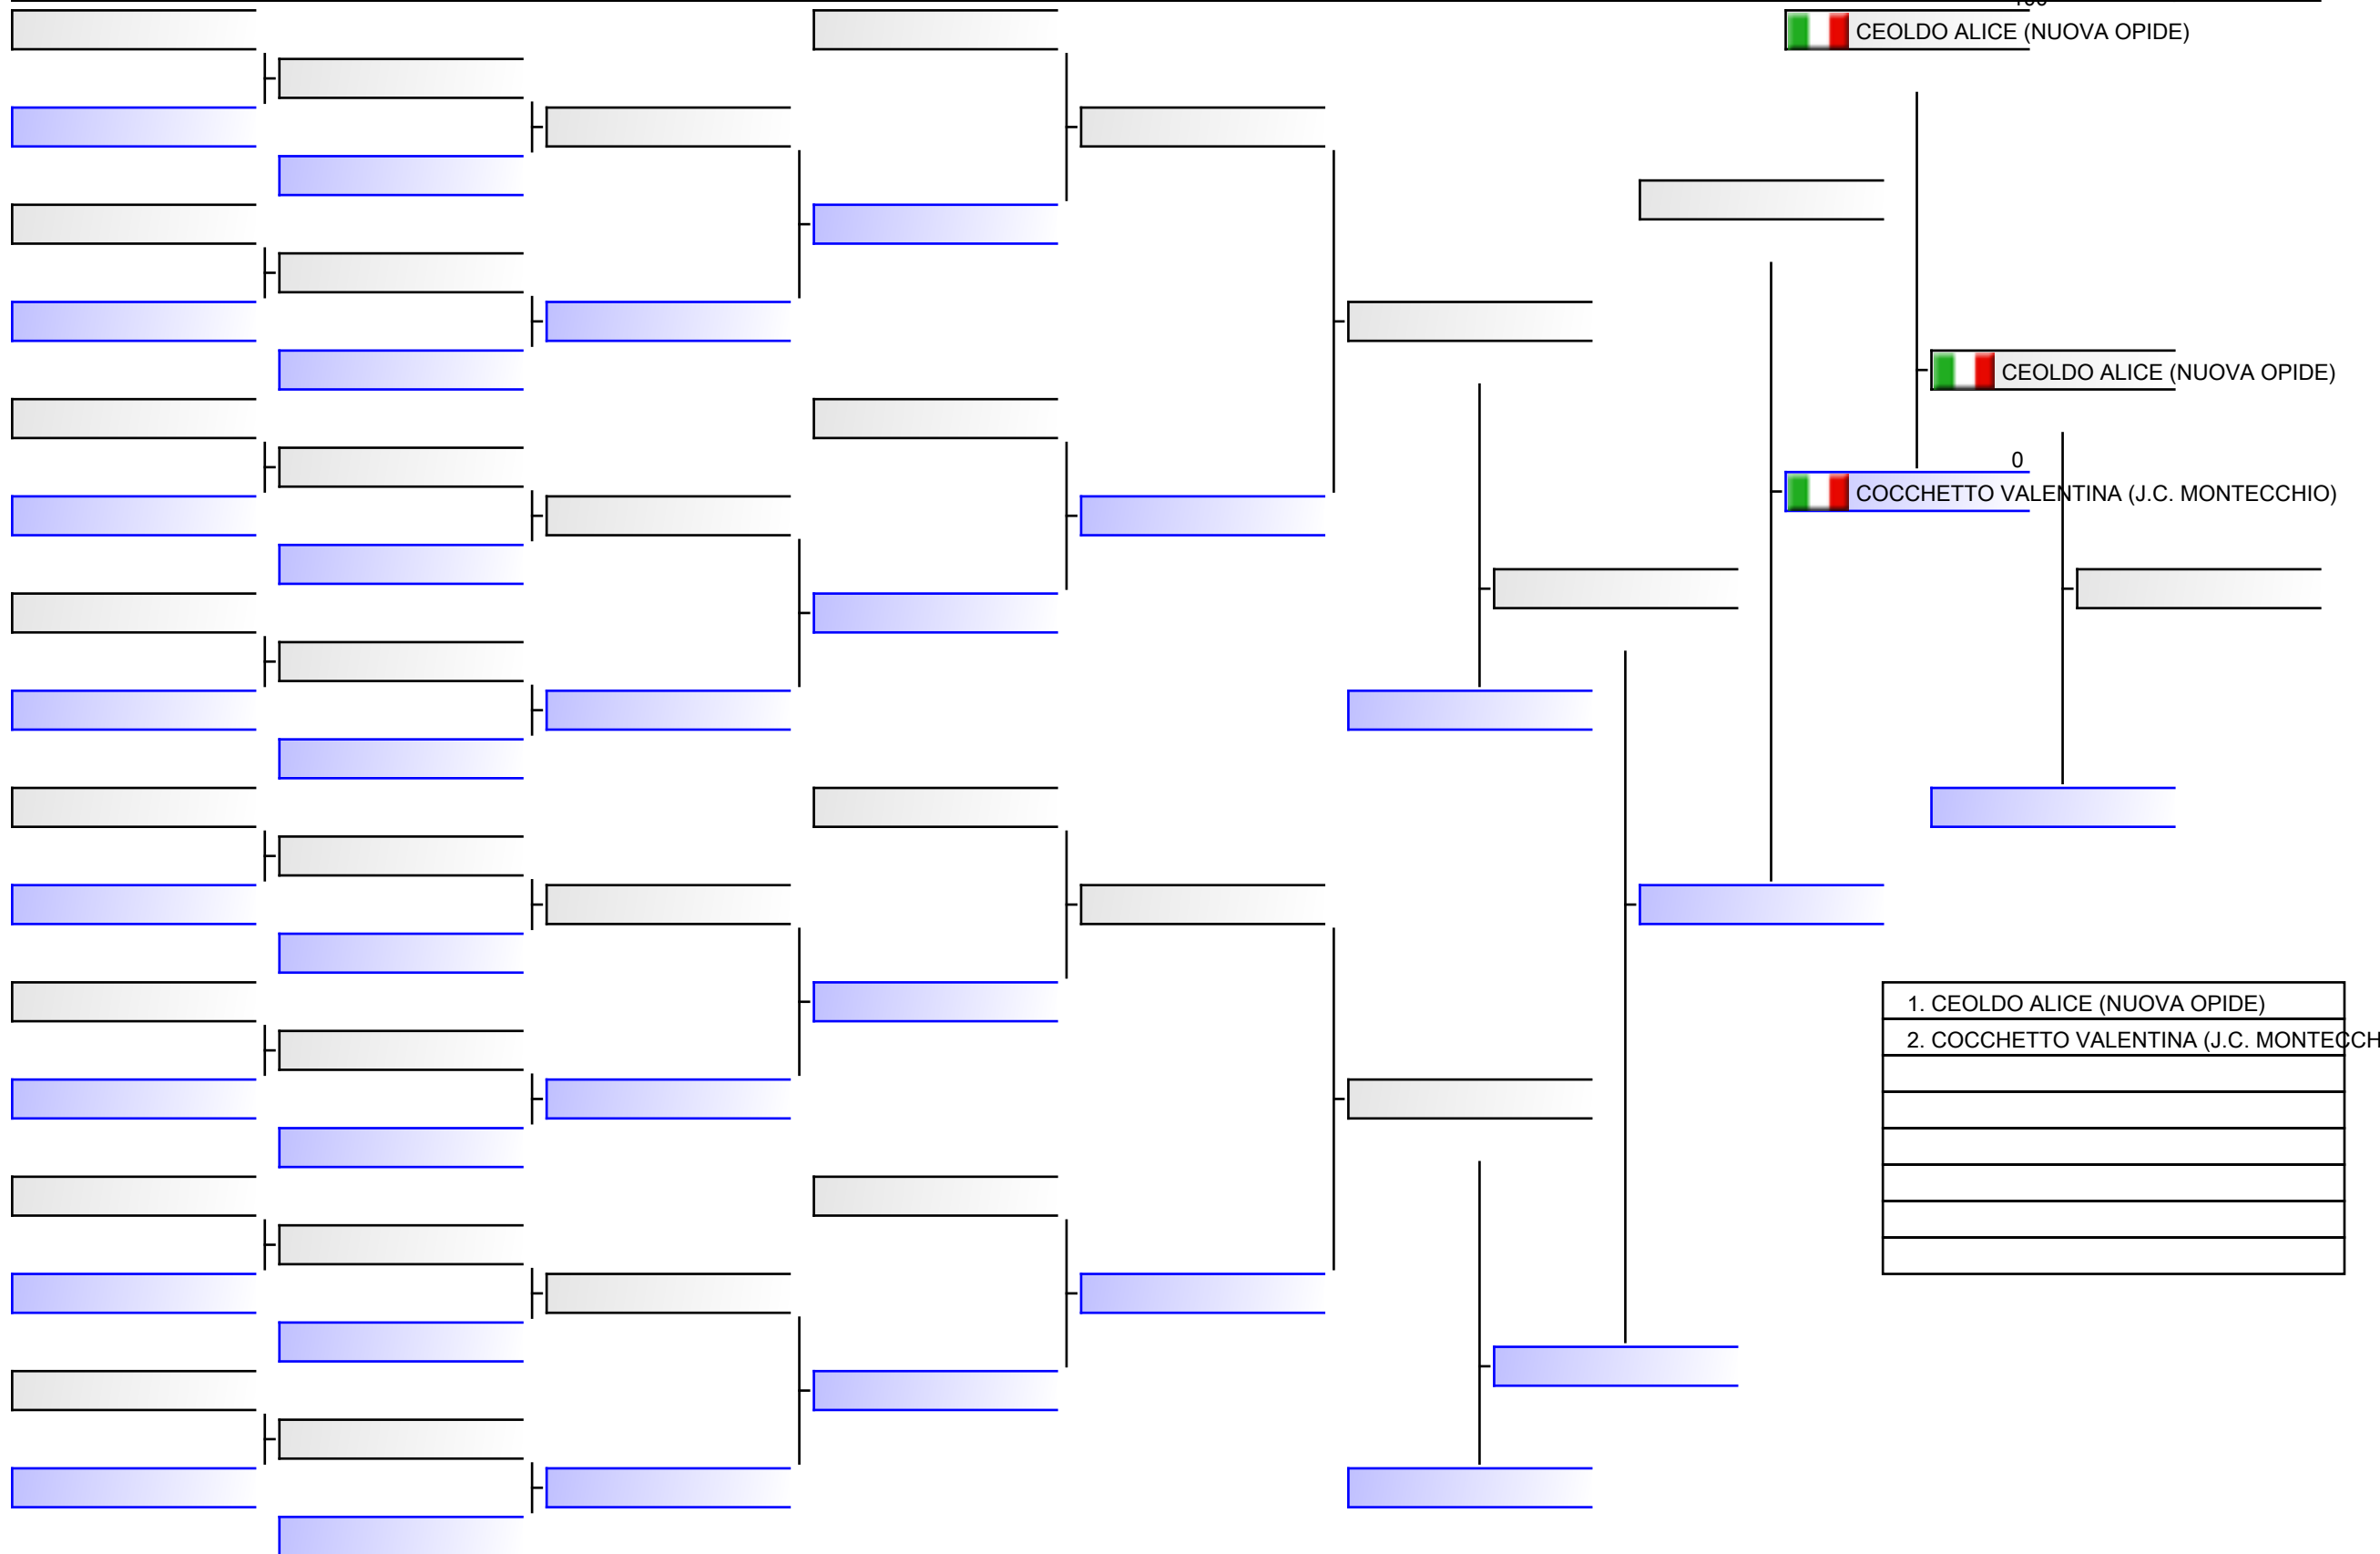 CEOLDO ALICE (NUOVA OPIDE)
CEOLDO ALICE (NUOVA OPIDE)
0
COCCHETTO VALENTINA (J.C. MONTECCHIO)
1. CEOLDO ALICE (NUOVA OPIDE)
2. COCCHETTO VALENTINA (J.C. MONTECCH